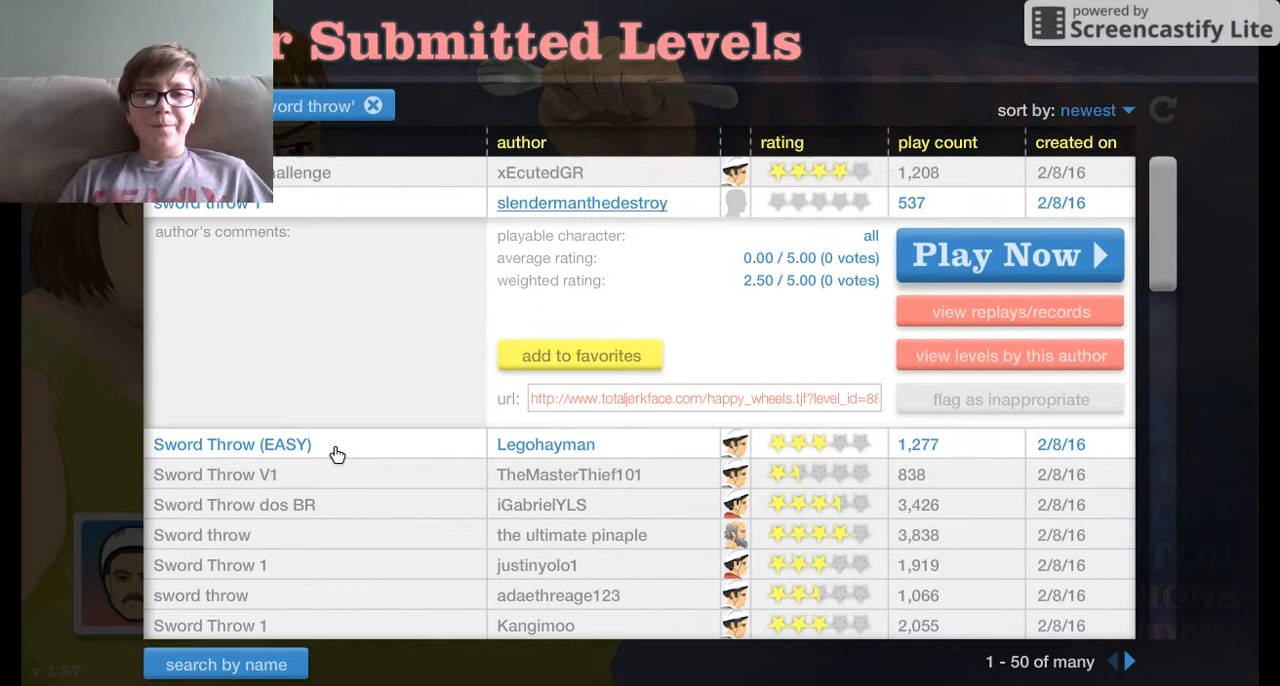 r Submitted Levels
powered by
Screencastify Lite
ord throw'
sort by: newest
author rating play count created on
hallenge xEcutedGR 1,208 2/8/16
sword throw 1 slendermanthedestroy 537 2/8/16
author's comments:
playable character: all
average rating: 0.00 / 5.00 (0 votes)
weighted rating: 2.50 / 5.00 (0 votes)
Play Now
view replays/records
add to favorites
view levels by this author
url: http://www.totaljerkface.com/happy_wheels.tjf?level_id=88
flag as inappropriate
Sword Throw (EASY) Legohayman 1,277 2/8/16
Sword Throw V1 TheMasterThief101 838 2/8/16
Sword Throw dos BR iGabrielYLS 3,426 2/8/16
Sword throw the ultimate pinaple 3,838 2/8/16
Sword Throw 1 justinyolo1 1,919 2/8/16
sword throw adaethreage123 1,066 2/8/16
Sword Throw 1 Kangimoo 2,055 2/8/16
search by name
1 - 50 of many
v 1.87